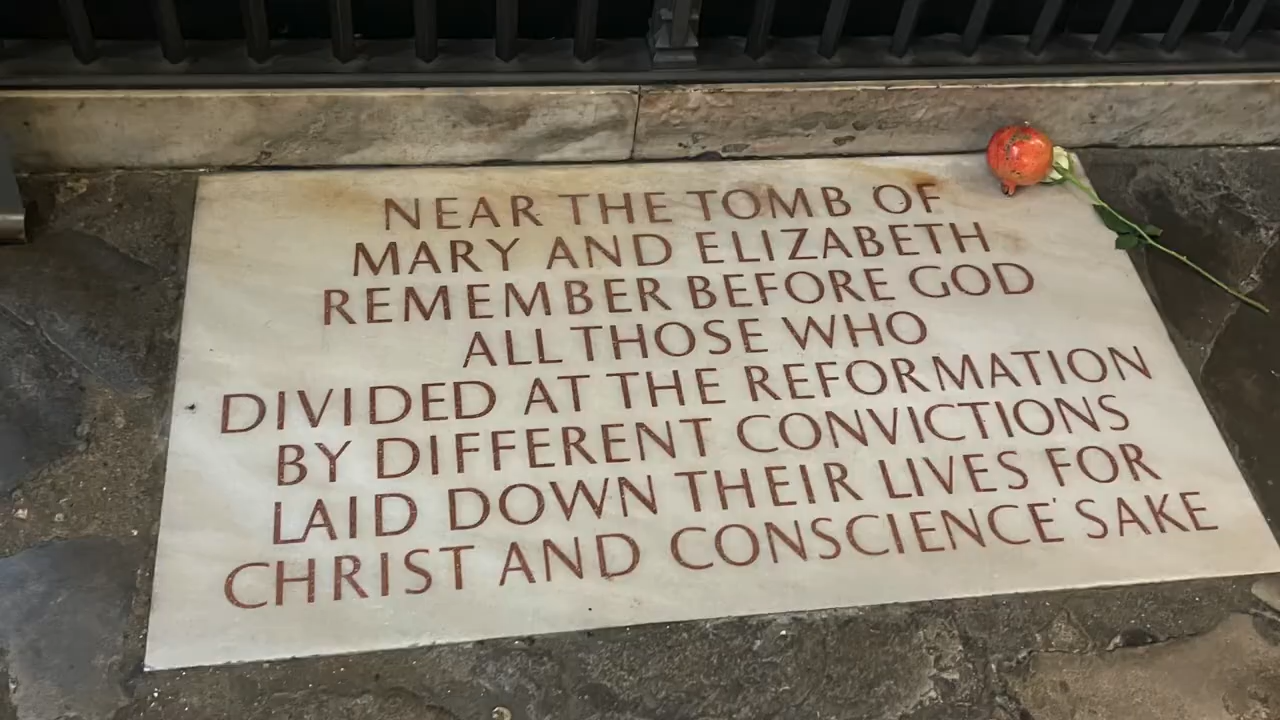 NEAR THE TOMB OF
MARY AND ELIZABETH
REMEMBER BEFORE GOD
ALL THOSE WHO
DIVIDED AT THE REFORMATION
BY DIFFERENT CONVICTIONS
LAID DOWN THEIR LIVES FOR
CHRIST AND CONSCIENCE' SAKE